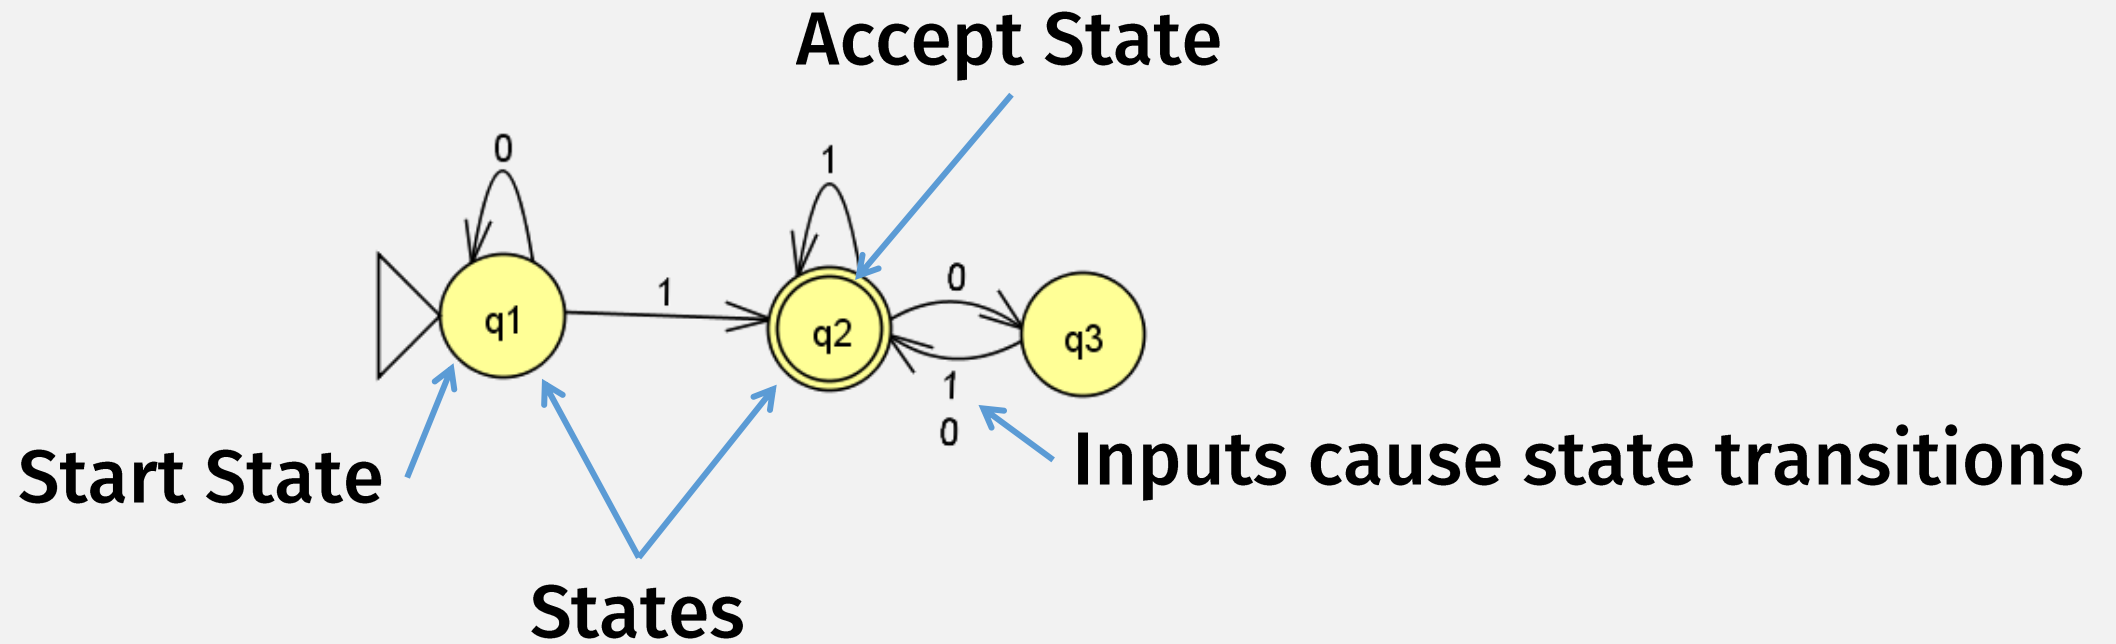 Accept State
0
1
0
1
q1
q2
q3
1
0
Start State
Inputs cause state transitions
States